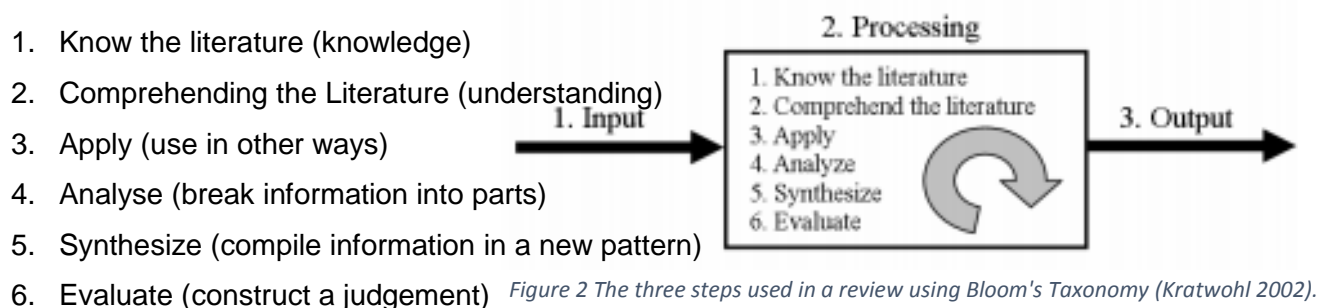 1. Know the literature (knowledge)
2. Comprehending the Literature (understanding)
3. Apply (use in other ways)
4. Analyse (break information into parts)
5. Synthesize (compile information in a new pattern)
6. Evaluate (construct a judgement)
1. Input
2. Processing
1. Know the literature
2. Comprehend the literature
3. Apply
4. Analyze
5. Synthesize
6. Evaluate
3. Output
Figure 2 The three steps used in a review using Bloom's Taxonomy (Kratwohl 2002).